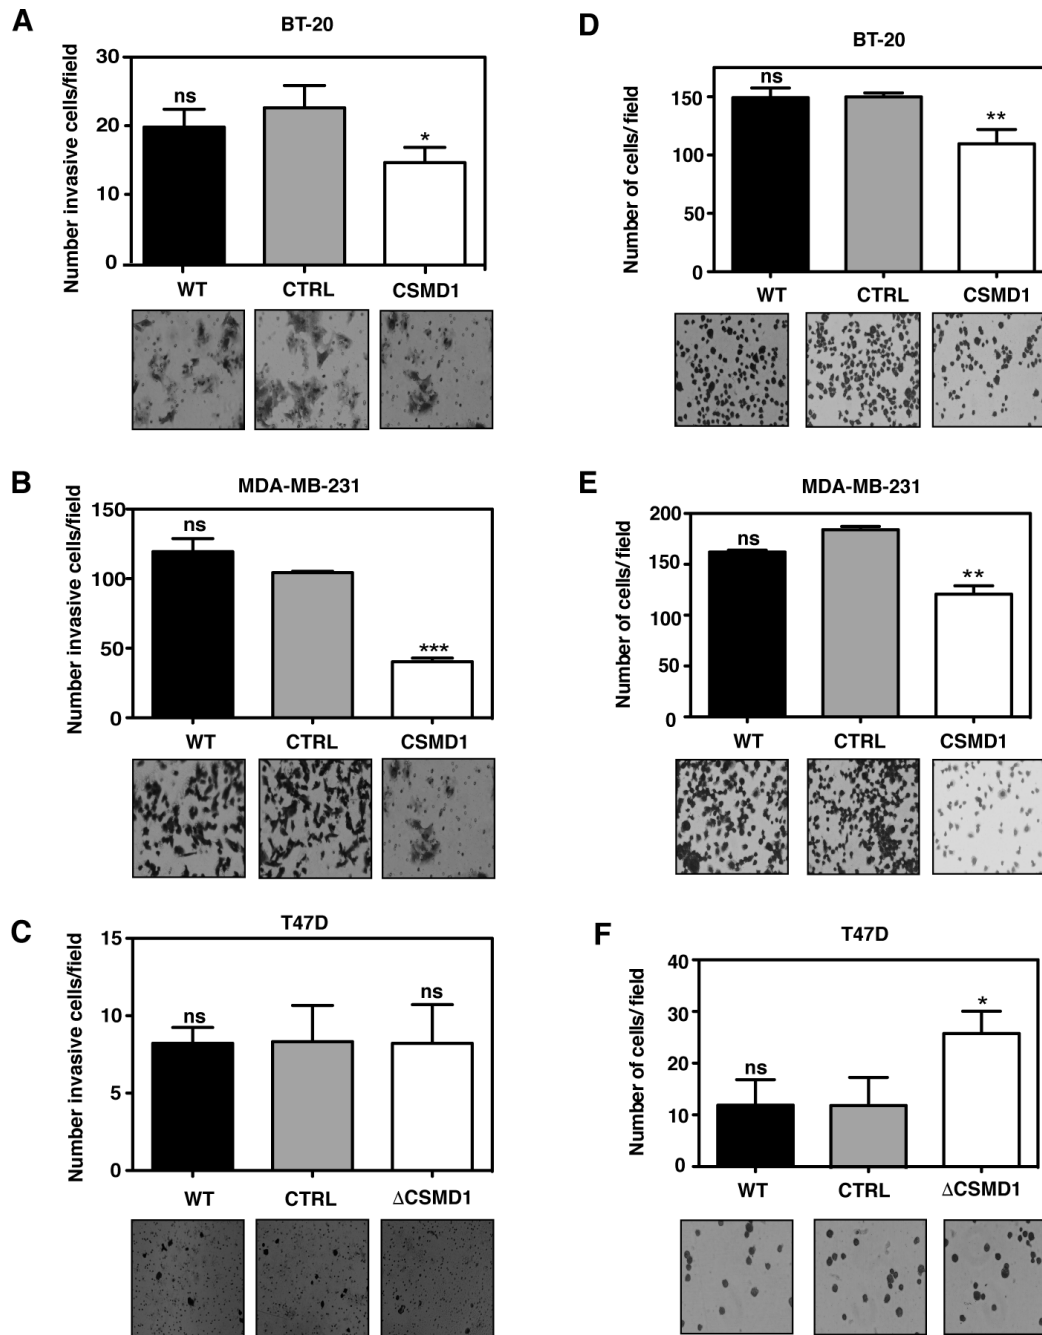 A
BT-20
Number invasive cells/field
30
20
10
0
ns
*
WT
CTRL
CSMD1
D
BT-20
Number of cells/field
150
100
50
0
ns
**
WT
CTRL
CSMD1
B
MDA-MB-231
Number invasive cells/field
150
100
50
0
ns
***
WT
CTRL
CSMD1
E
MDA-MB-231
Number of cells/field
200
150
100
50
0
ns
**
WT
CTRL
CSMD1
C
T47D
Number invasive cells/field
15
10
5
0
ns
ns
WT
CTRL
ΔCSMD1
F
T47D
Number of cells/field
40
30
20
10
0
ns
*
WT
CTRL
ΔCSMD1